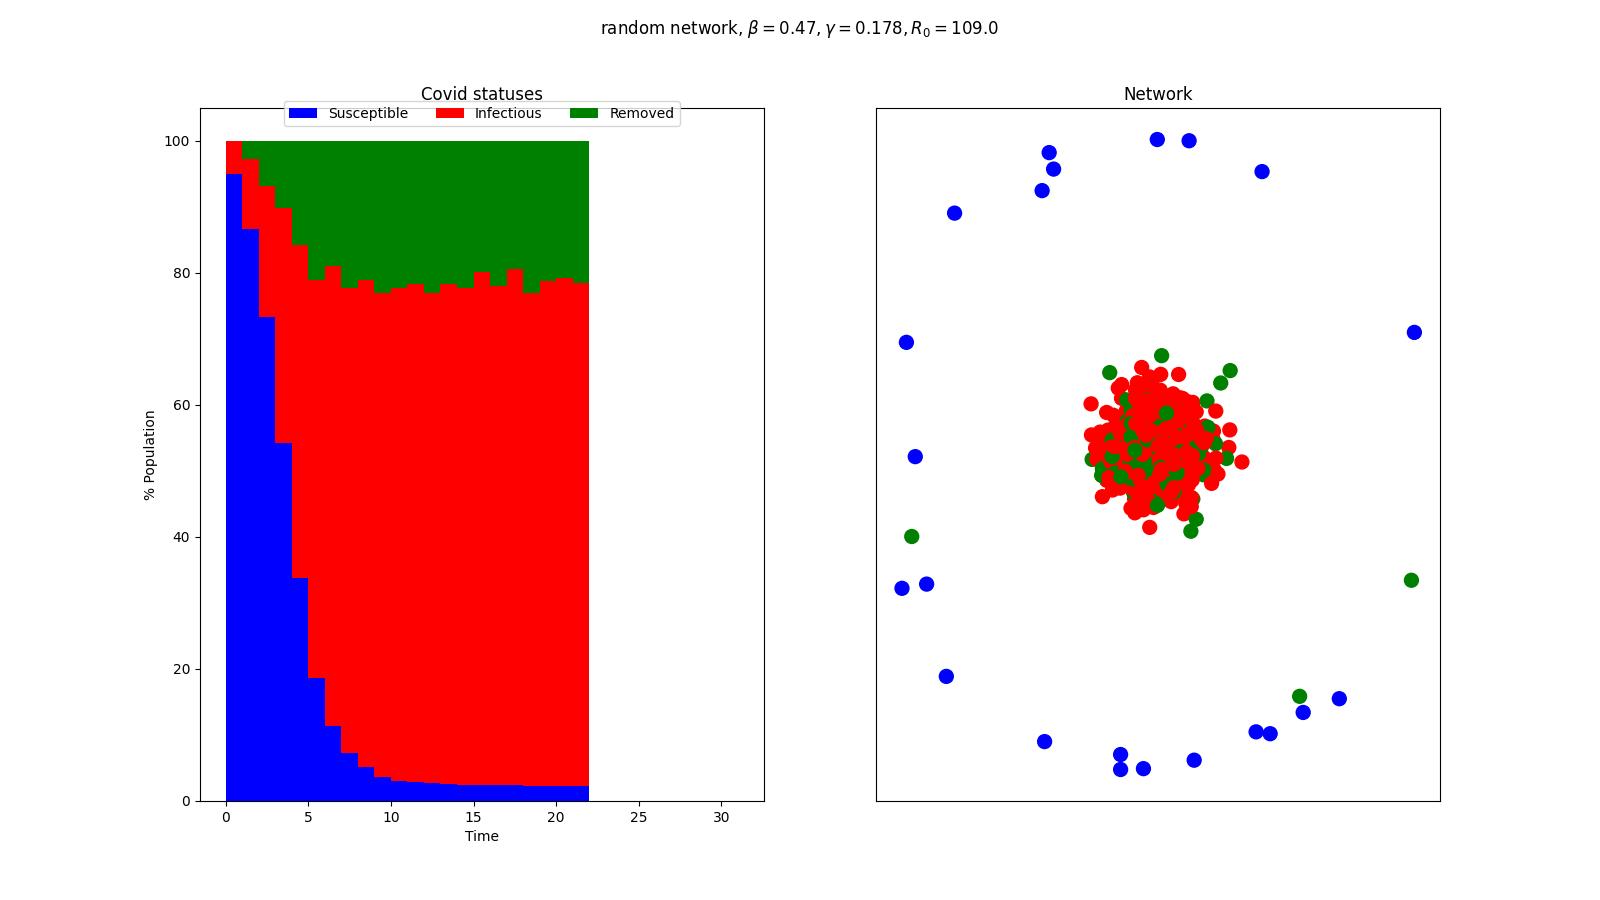 random network, β = 0.47, γ = 0.178, R₀ = 109.0
Covid statuses
Susceptible Infectious Removed
100
80
60
40
20
0
% Population
0 5 10 15 20 25 30
Time
Network